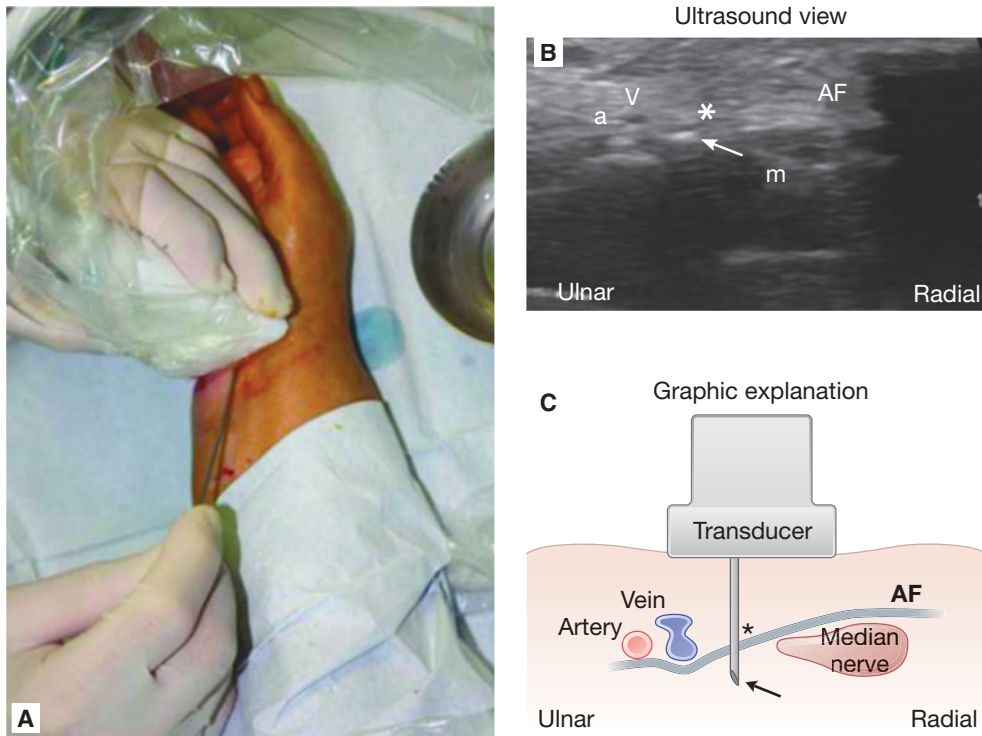 A
Ultrasound view
B
V
a
*
AF
m
Ulnar
Radial
C
Graphic explanation
Transducer
AF
Vein
Artery
*
Median
nerve
Ulnar
Radial